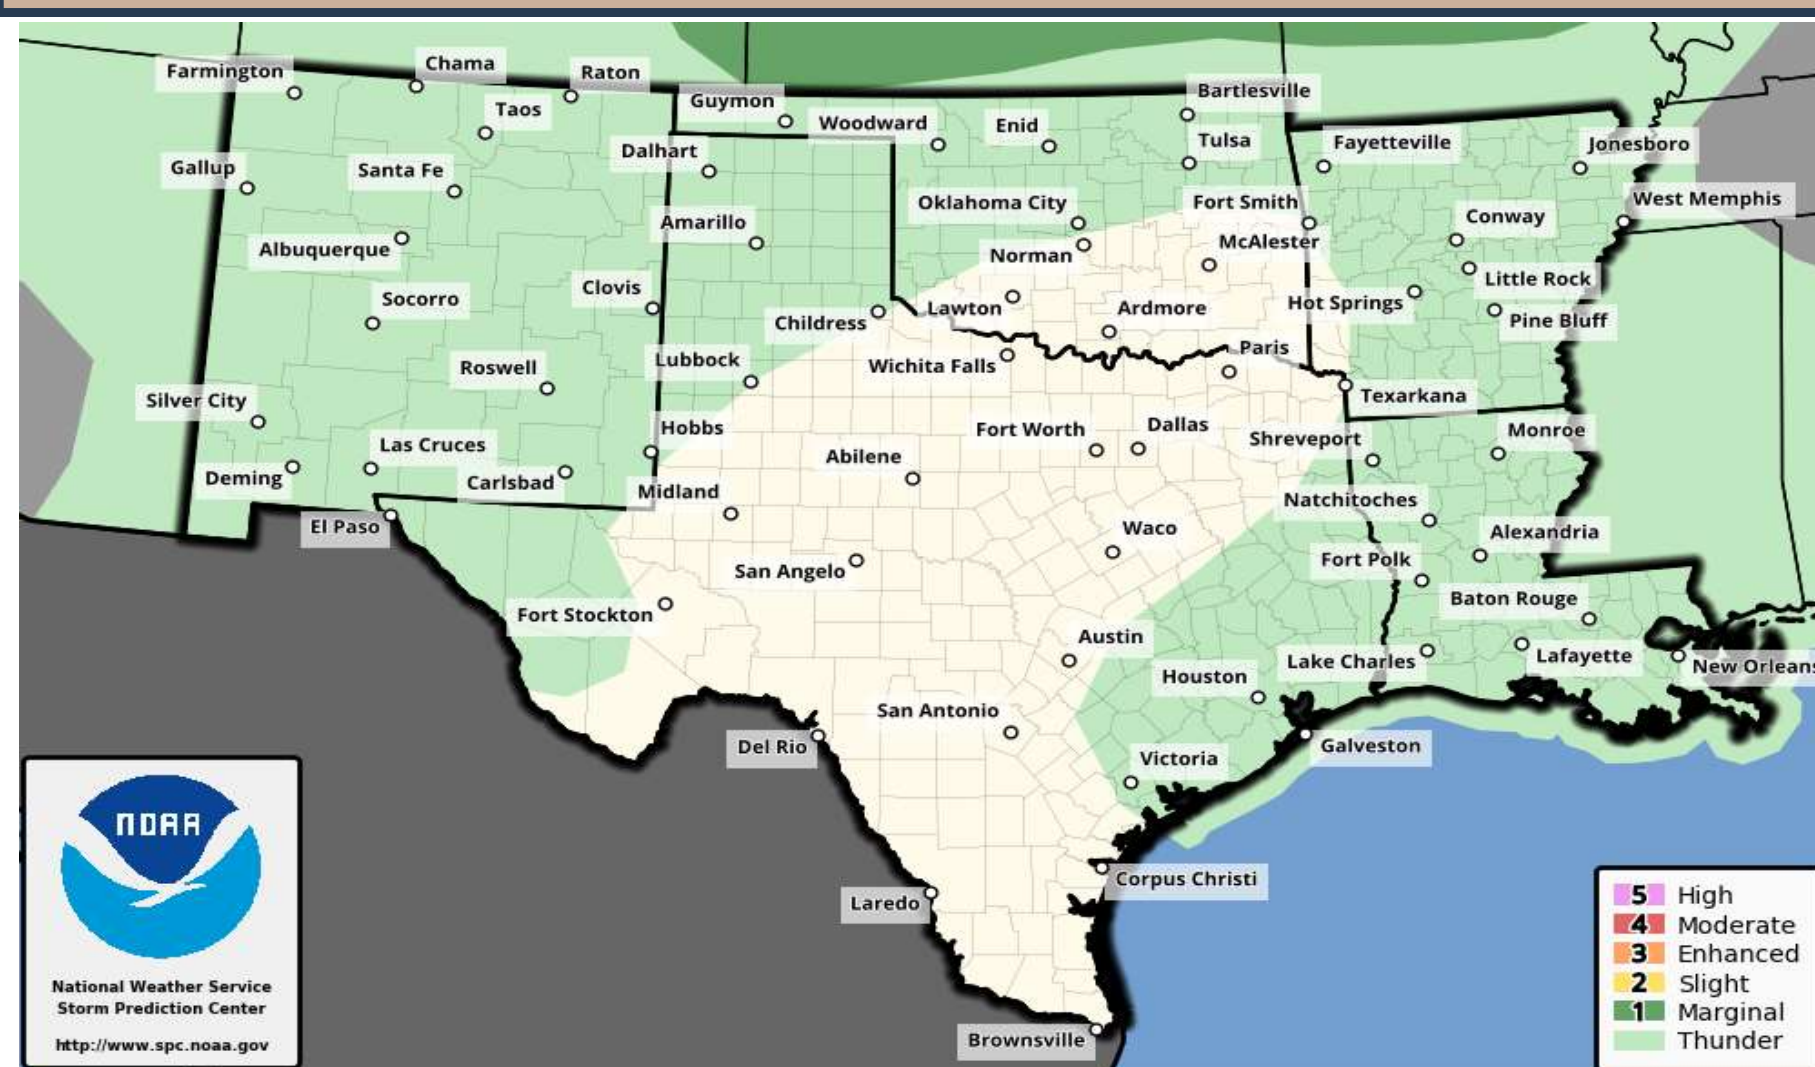 Farmington
Chama
Raton
Taos
Guymon
Woodward
Enid
Bartlesville
Tulsa
Fayetteville
Jonesboro
Gallup
Santa Fe
Dalhart
Albuquerque
Amarillo
Oklahoma City
Norman
Fort Smith
McAlester
Conway
West Memphis
Socorro
Clovis
Childress
Lawton
Ardmore
Hot Springs
Little Rock
Pine Bluff
Roswell
Lubbock
Wichita Falls
Paris
Texarkana
Silver City
Las Cruces
Hobbs
Abilene
Fort Worth
Dallas
Shreveport
Monroe
Deming
Carlsbad
Midland
Natchitoches
El Paso
San Angelo
Waco
Fort Polk
Alexandria
Fort Stockton
Austin
Baton Rouge
Houston
Lake Charles
Lafayette
New Orleans
San Antonio
Del Rio
Victoria
Galveston
Laredo
Corpus Christi
Brownsville
NOAA
National Weather Service
Storm Prediction Center
http://www.spc.noaa.gov
5 High
4 Moderate
3 Enhanced
2 Slight
1 Marginal
Thunder